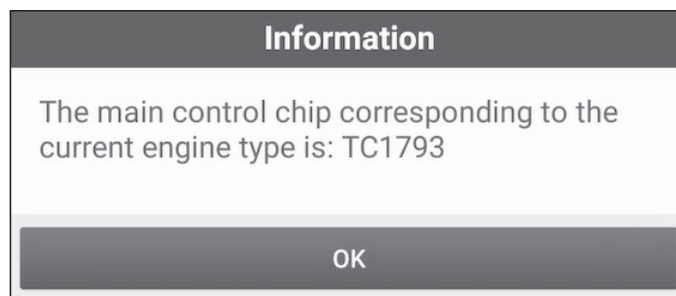 Information
The main control chip corresponding to the
current engine type is: TC1793
OK